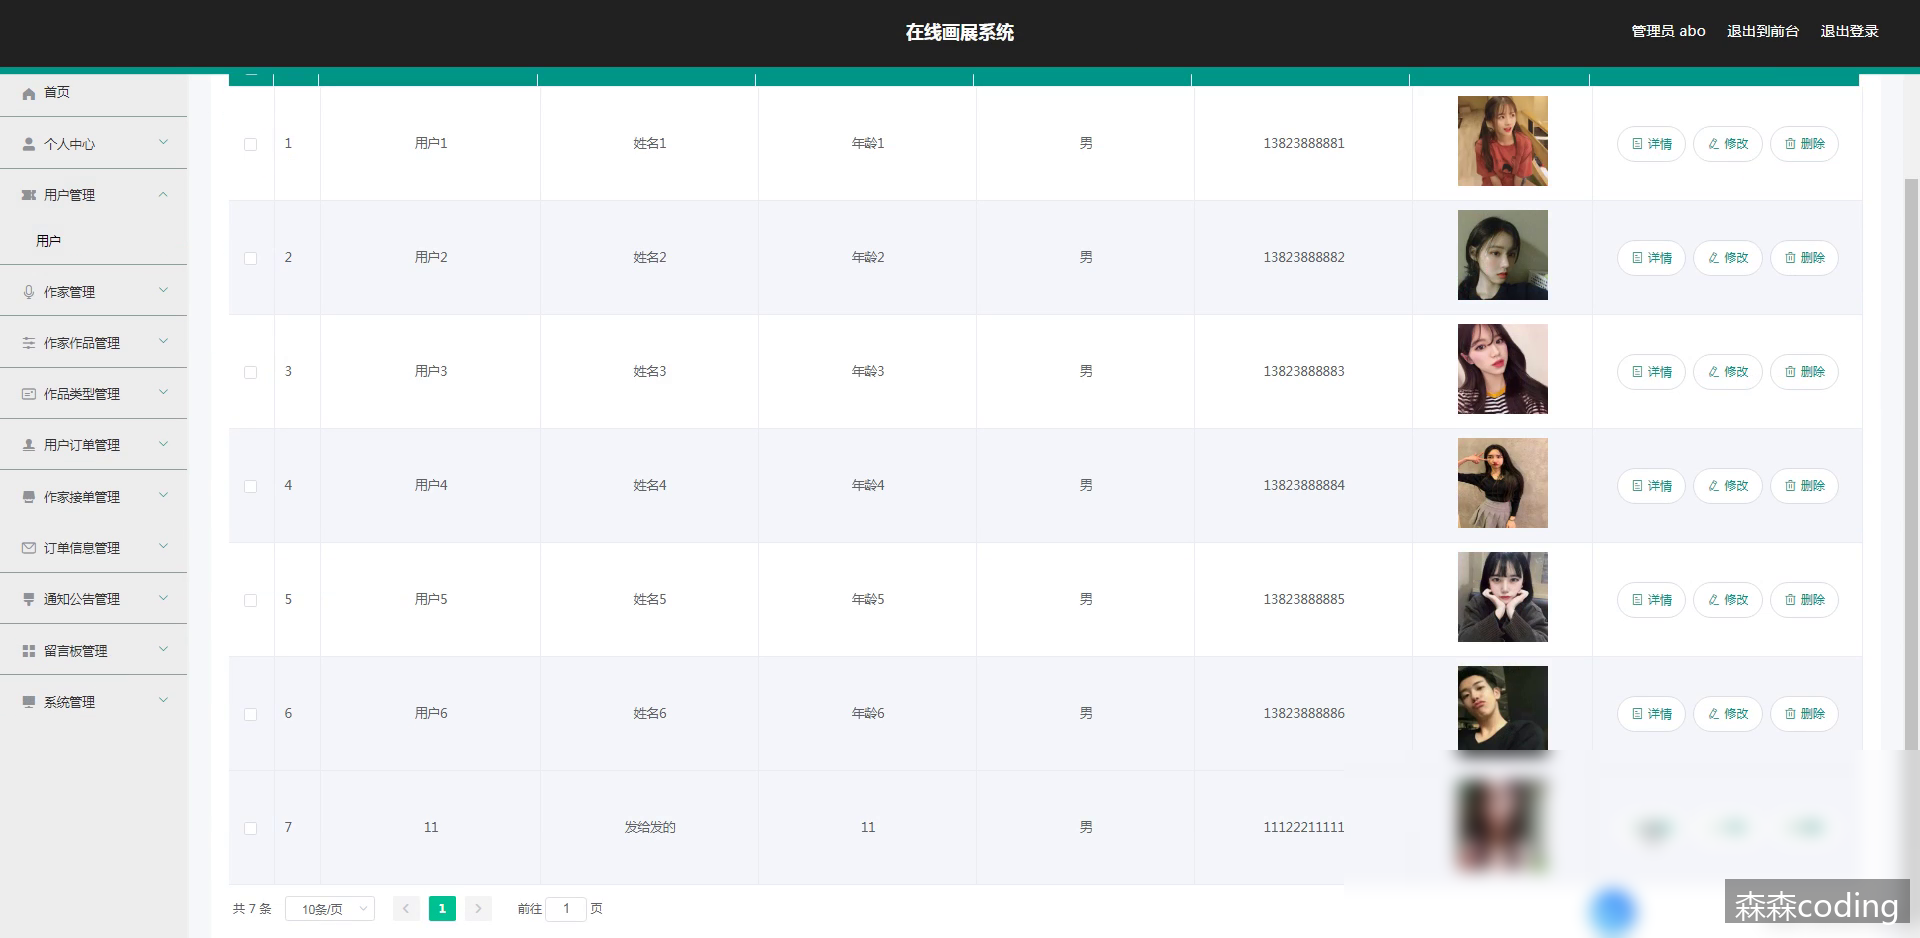 在线画展系统
管理员 abo 退出到前台 退出登录
首页
个人中心
用户管理
用户
作家管理
作家作品管理
作品类型管理
用户订单管理
作家接单管理
订单信息管理
通知公告管理
留言板管理
系统管理
1 用户1 姓名1 年龄1 男 13823888881 详情 修改 删除
2 用户2 姓名2 年龄2 男 13823888882 详情 修改 删除
3 用户3 姓名3 年龄3 男 13823888883 详情 修改 删除
4 用户4 姓名4 年龄4 男 13823888884 详情 修改 删除
5 用户5 姓名5 年龄5 男 13823888885 详情 修改 删除
6 用户6 姓名6 年龄6 男 13823888886 详情 修改 删除
7 11 发给发的 11 男 11122211111
共 7 条 10条/页 1 前往 1 页
森森coding